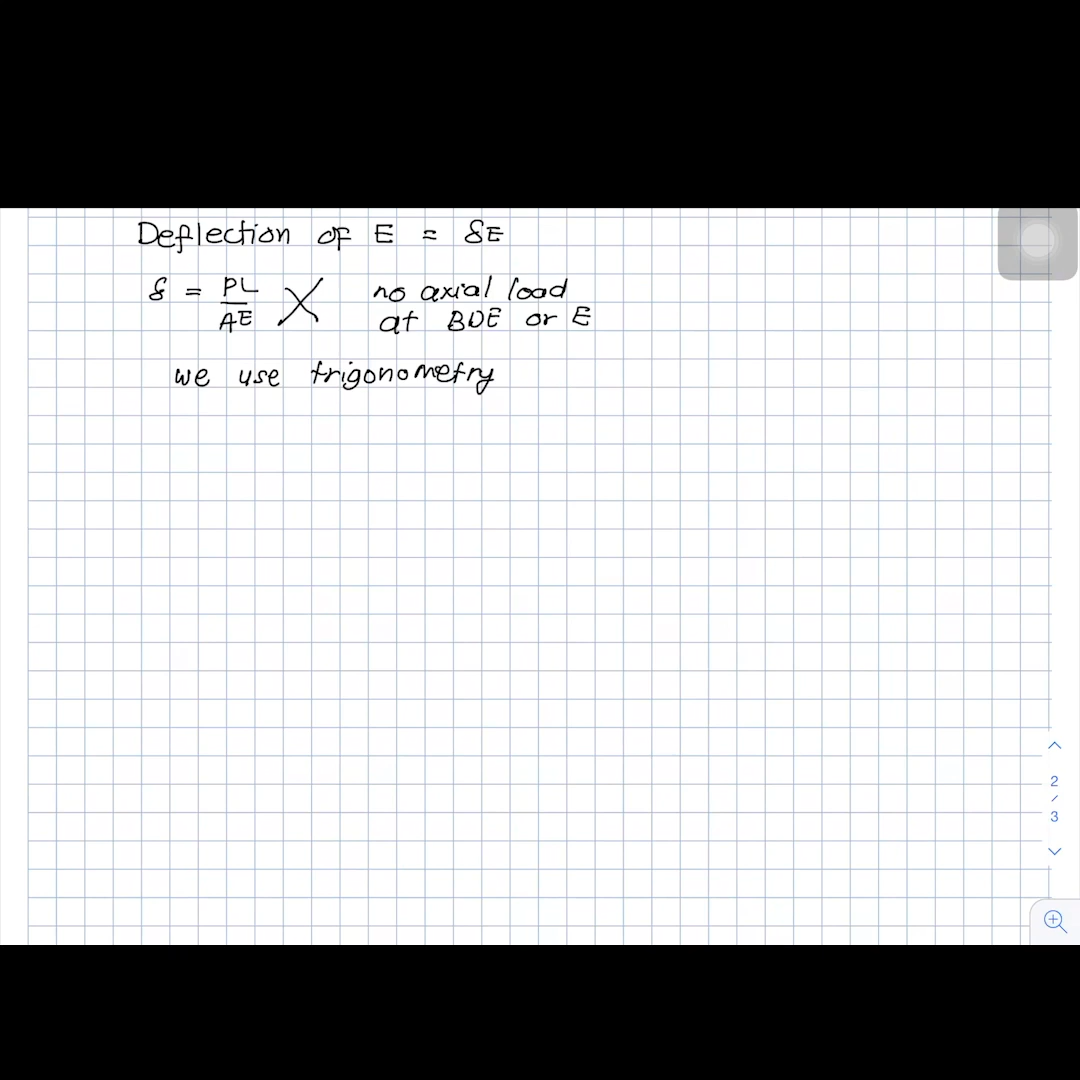 Deflection of E = δE
δ = PL/AE X no axial load
at BDE or E
we use trigonometry
2
/
3